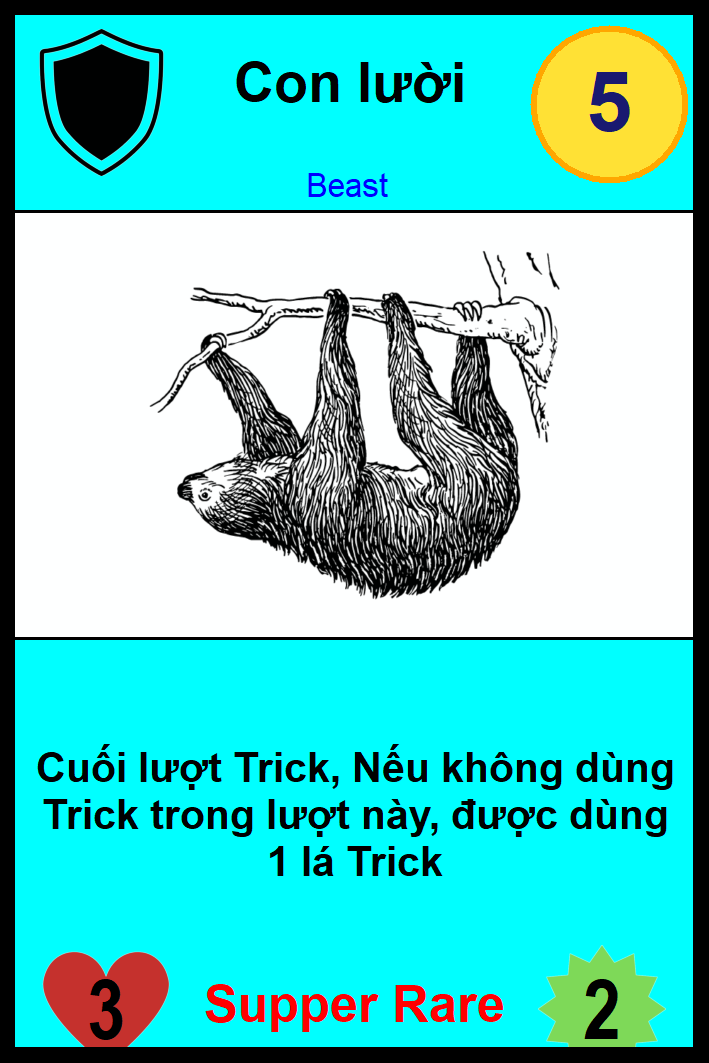 Con lười
5
Beast
Cuối lượt Trick, Nếu không dùng
Trick trong lượt này, được dùng
1 lá Trick
3
Supper Rare
2